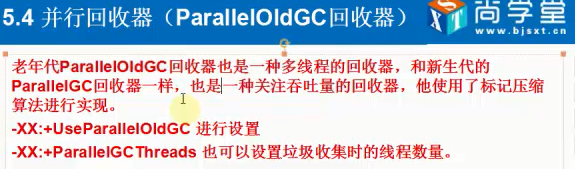 5.4 并行回收器（ParallelOldGC回收器）
尚学堂
www.bjsxt.cn
老年代ParallelOldGC回收器也是一种多线程的回收器，和新生代的
ParallelGC回收器一样，也是一种关注吞吐量的回收器，他使用了标记压缩
算法进行实现。
-XX:+UseParallelOldGC 进行设置
-XX:+ParallelGCThreads 也可以设置垃圾收集时的线程数量。